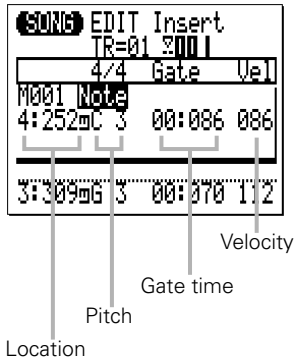 SONG EDIT Insert
TR=01
4/4 Gate Vel
M001 Note
4:252 C 3 00:086 086
3:309 G 3 00:070 112
Velocity
Gate time
Pitch
Location